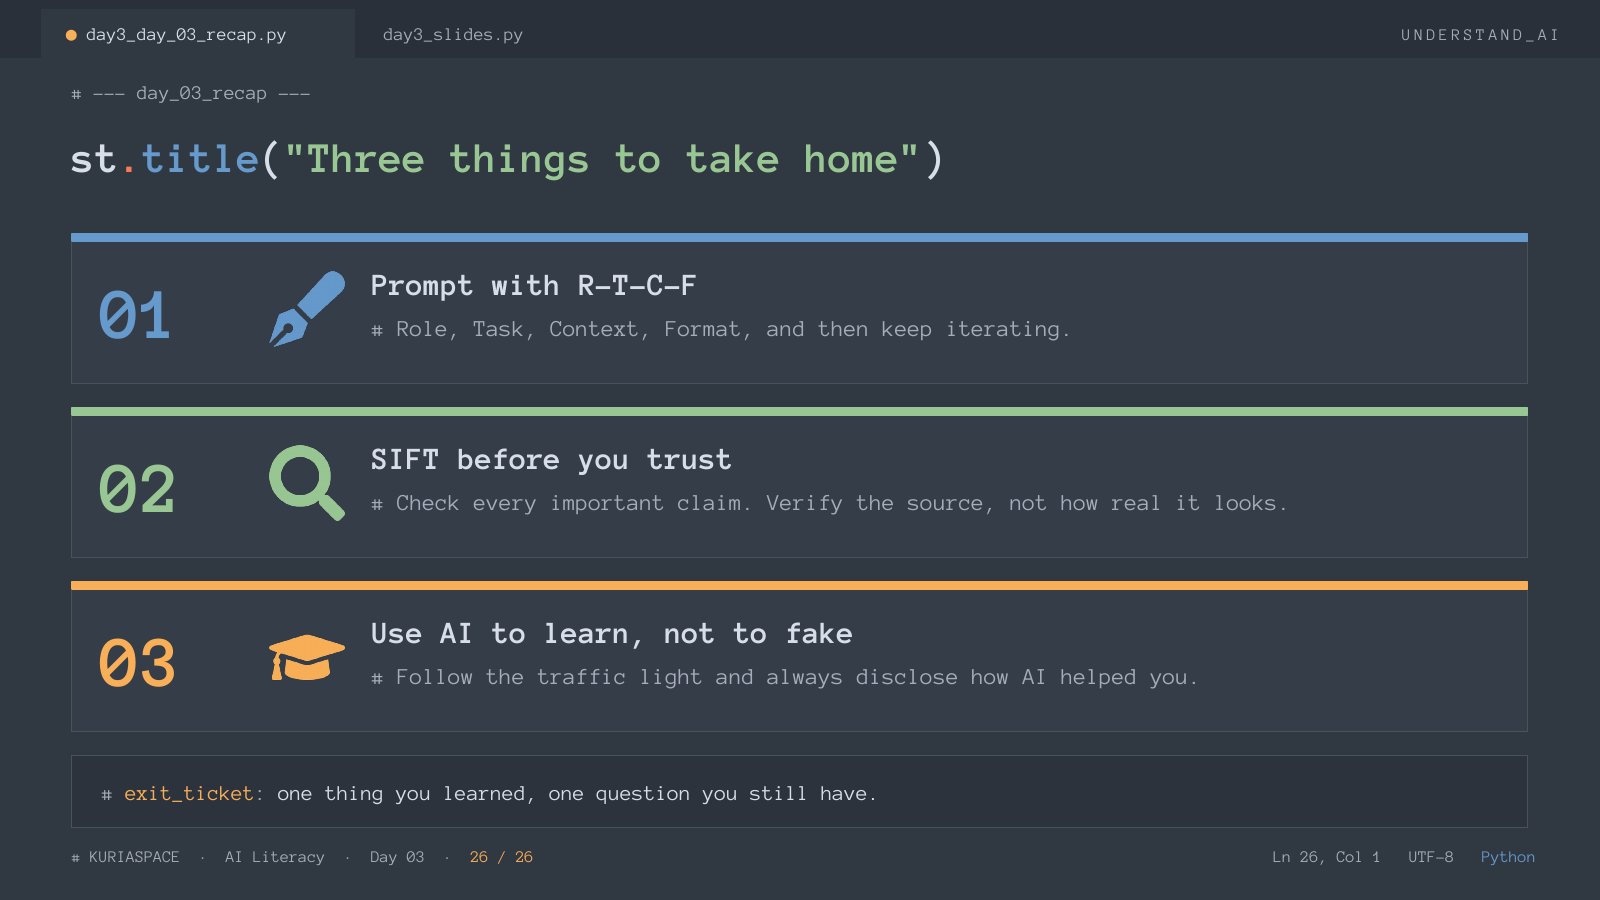 day3_day_03_recap.py
day3_slides.py
UNDERSTAND_AI
# --- day_03_recap ---
st.title("Three things to take home")
01
Prompt with R-T-C-F
# Role, Task, Context, Format, and then keep iterating.
02
SIFT before you trust
# Check every important claim. Verify the source, not how real it looks.
03
Use AI to learn, not to fake
# Follow the traffic light and always disclose how AI helped you.
# exit_ticket: one thing you learned, one question you still have.
# KURIASPACE · AI Literacy · Day 03 · 26 / 26
Ln 26, Col 1 UTF-8 Python